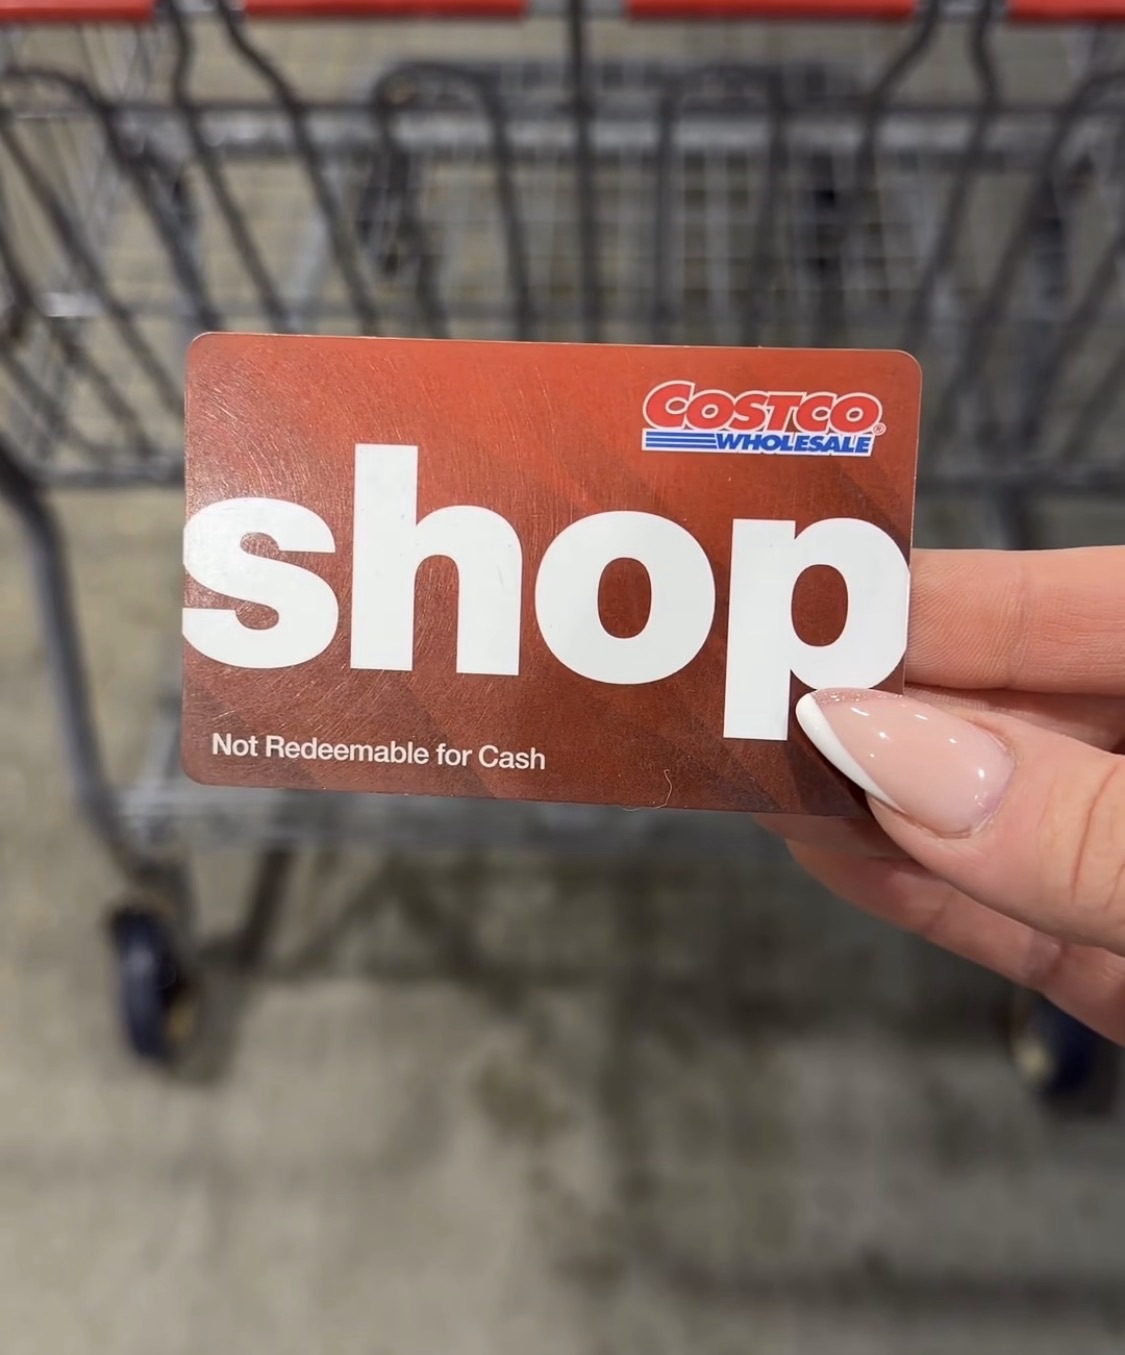 COSTCO
WHOLESALE
shop
Not Redeemable for Cash